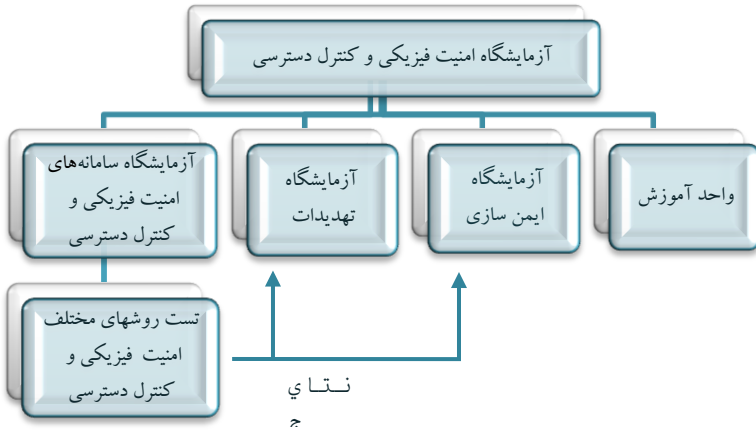 آزمایشگاه امنیت فیزیکی و کنترل دسترسی
واحد آموزش
آزمایشگاه
ایمن سازی
آزمایشگاه
تهدیدات
آزمایشگاه سامانه‌های
امنیت فیزیکی و
کنترل دسترسی
تست روشهای مختلف
امنیت فیزیکی و
کنترل دسترسی
نتاي
ج